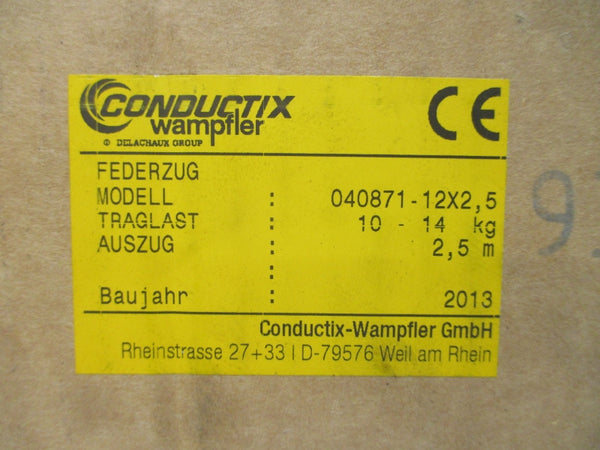 CONDUCTIX
wampfler
© DELACHAUX GROUP
CE
FEDERZUG
MODELL : 040871-12X2,5
TRAGLAST : 10 - 14 kg
AUSZUG : 2,5 m
:
Baujahr : 2013
Conductix-Wampfler GmbH
Rheinstrasse 27+33 | D-79576 Weil am Rhein